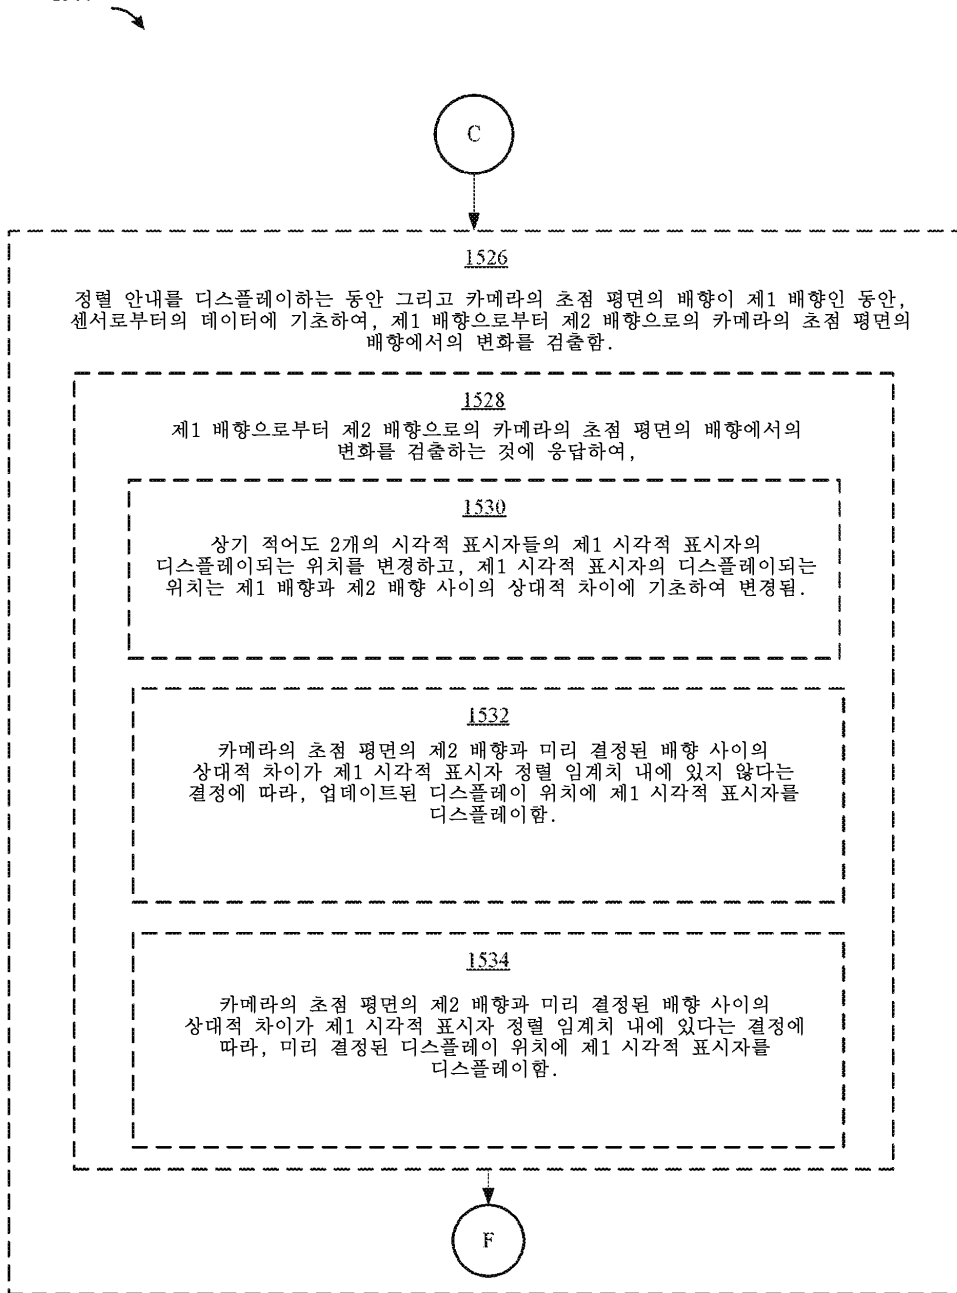 C
1526
정렬 안내를 디스플레이하는 동안 그리고 카메라의 초점 평면의 배향이 제1 배향인 동안,
센서로부터의 데이터에 기초하여, 제1 배향으로부터 제2 배향으로의 카메라의 초점 평면의
배향에서의 변화를 검출함.
1528
제1 배향으로부터 제2 배향으로의 카메라의 초점 평면의 배향에서의
변화를 검출하는 것에 응답하여,
1530
상기 적어도 2개의 시각적 표시자들의 제1 시각적 표시자의
디스플레이되는 위치를 변경하고, 제1 시각적 표시자의 디스플레이되는
위치는 제1 배향과 제2 배향 사이의 상대적 차이에 기초하여 변경됨.
1532
카메라의 초점 평면의 제2 배향과 미리 결정된 배향 사이의
상대적 차이가 제1 시각적 표시자 정렬 임계치 내에 있지 않다는
결정에 따라, 업데이트된 디스플레이 위치에 제1 시각적 표시자를
디스플레이함.
1534
카메라의 초점 평면의 제2 배향과 미리 결정된 배향 사이의
상대적 차이가 제1 시각적 표시자 정렬 임계치 내에 있다는 결정에
따라, 미리 결정된 디스플레이 위치에 제1 시각적 표시자를
디스플레이함.
F